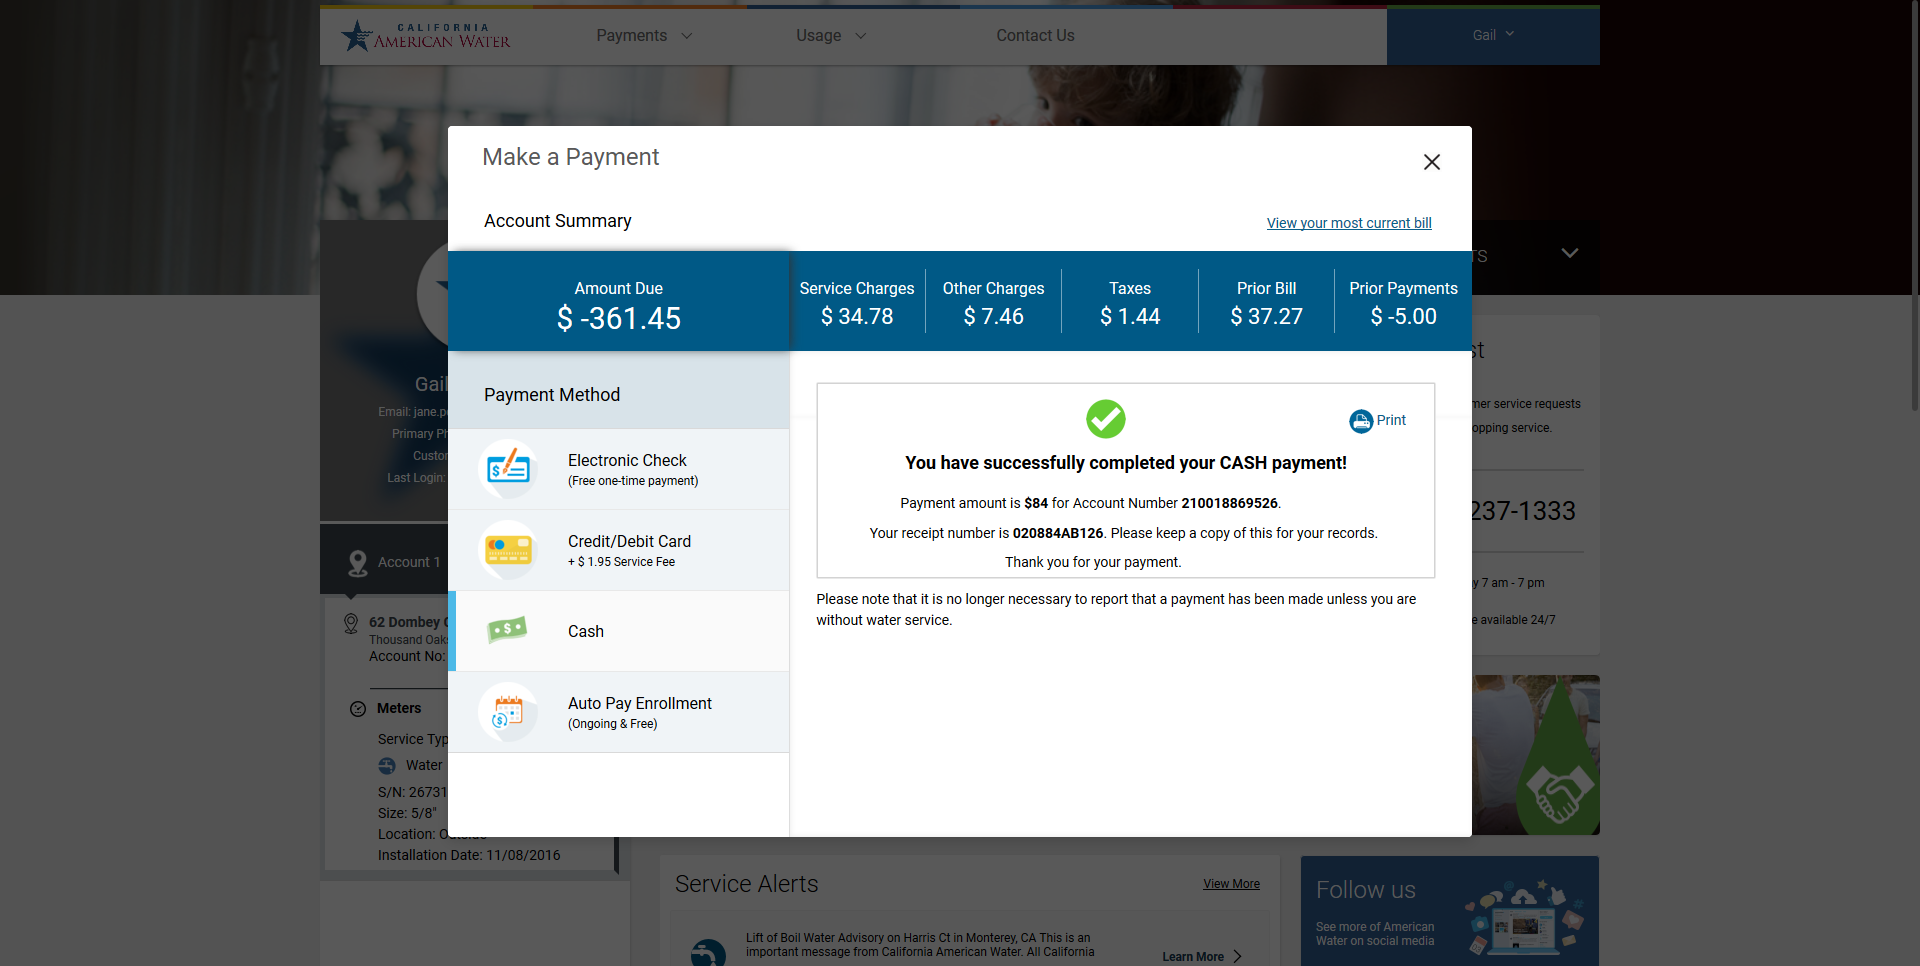 CALIFORNIA
AMERICAN WATER
Payments
Usage
Contact Us
Gail
Make a Payment
Account Summary
View your most current bill
TS
Amount Due
$ -361.45
Service Charges
$ 34.78
Other Charges
$ 7.46
Taxes
$ 1.44
Prior Bill
$ 37.27
Prior Payments
$ -5.00
Payment Method
Electronic Check
(Free one-time payment)
Credit/Debit Card
+ $ 1.95 Service Fee
Cash
Auto Pay Enrollment
(Ongoing & Free)
Print
You have successfully completed your CASH payment!
Payment amount is $84 for Account Number 210018869526.
Your receipt number is 020884AB126. Please keep a copy of this for your records.
Thank you for your payment.
Please note that it is no longer necessary to report that a payment has been made unless you are
without water service.
Gail
Email: jane.p
Primary Ph
Custo
Last Login:
Account 1
62 Dombey
Thousand Oak
Account No:
Meters
Service Typ
Water
S/N: 26731
Size: 5/8"
Location: Outside
Installation Date: 11/08/2016
st
mer service requests
opping service.
237-1333
y 7 am - 7 pm
e available 24/7
Service Alerts
View More
Lift of Boil Water Advisory on Harris Ct in Monterey, CA This is an
important message from California American Water. All California
Learn More
Follow us
See more of American
Water on social media